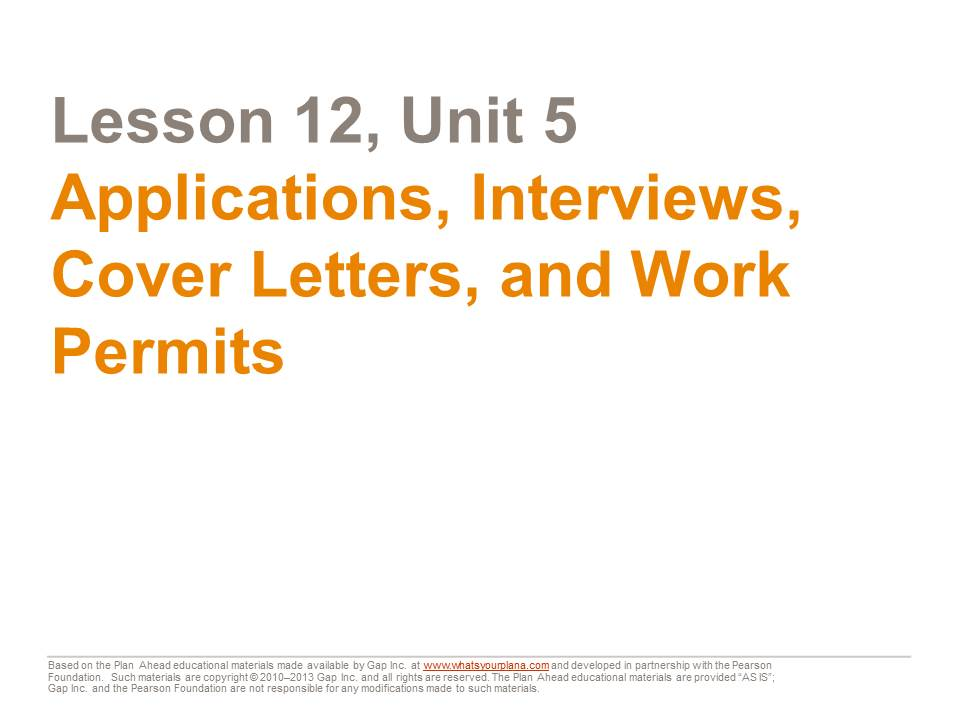 Lesson 12, Unit 5
Applications, Interviews,
Cover Letters, and Work
Permits
Based on the Plan Ahead educational materials made available by Gap Inc. at www.whatsyourplana.com and developed in partnership with the Pearson
Foundation.  Such materials are copyright © 2010–2013 Gap Inc. and all rights are reserved. The Plan Ahead educational materials are provided “AS IS”;
Gap Inc. and the Pearson Foundation are not responsible for any modifications made to such materials.